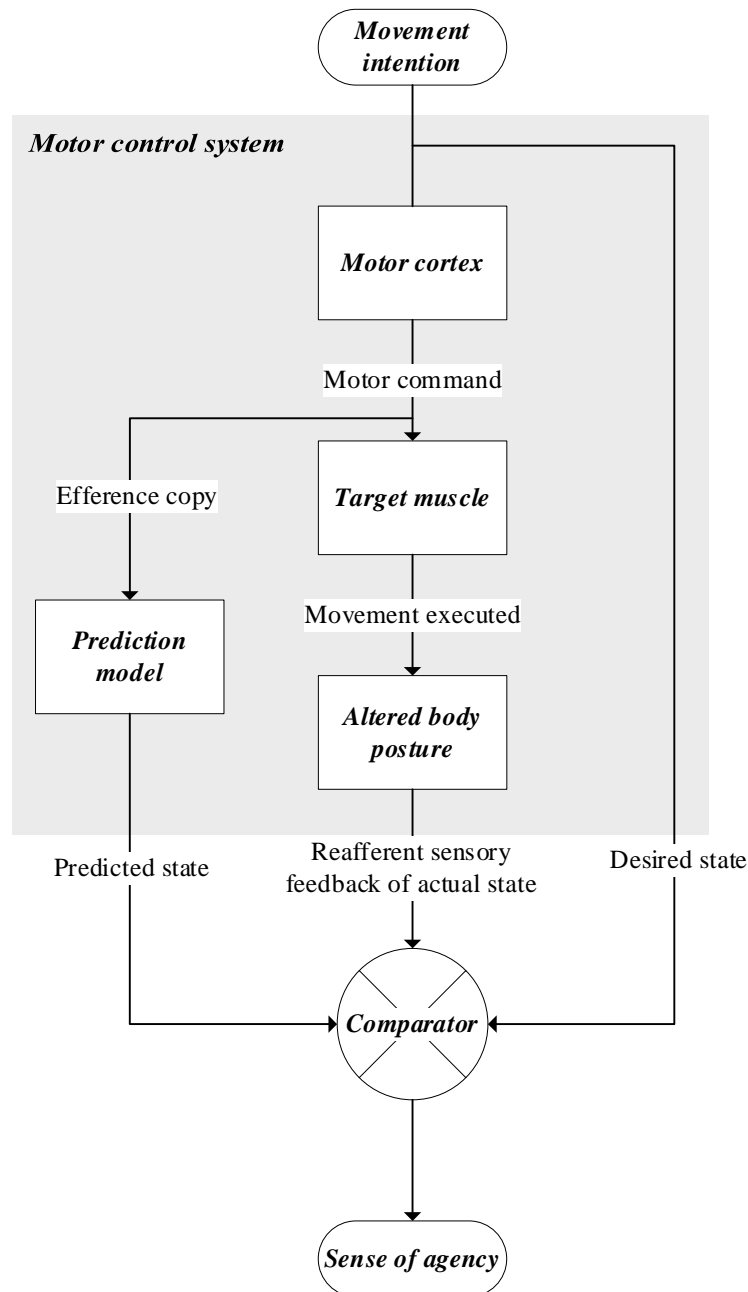 Movement
intention
Motor control system
Motor cortex
Motor command
Efference copy
Target muscle
Movement executed
Prediction
model
Altered body
posture
Predicted state
Reafferent sensory
feedback of actual state
Desired state
Comparator
Sense of agency